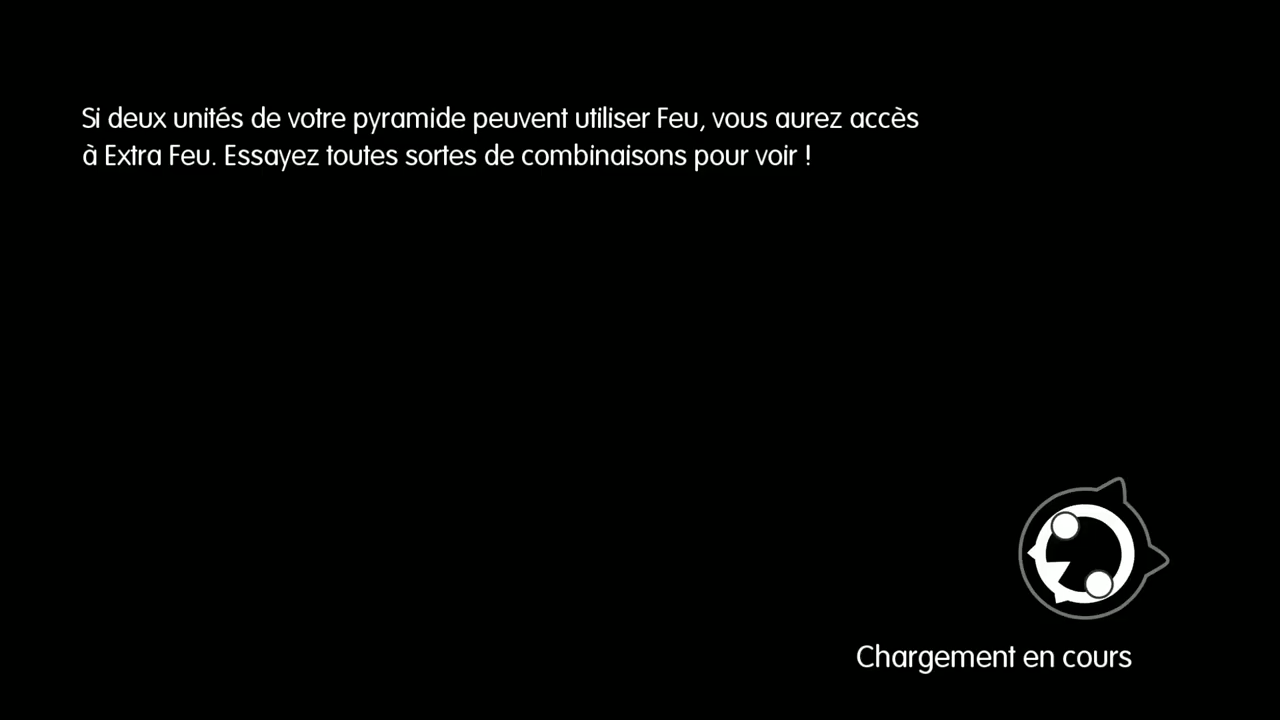 Si deux unités de votre pyramide peuvent utiliser Feu, vous aurez accès
à Extra Feu. Essayez toutes sortes de combinaisons pour voir !
Chargement en cours